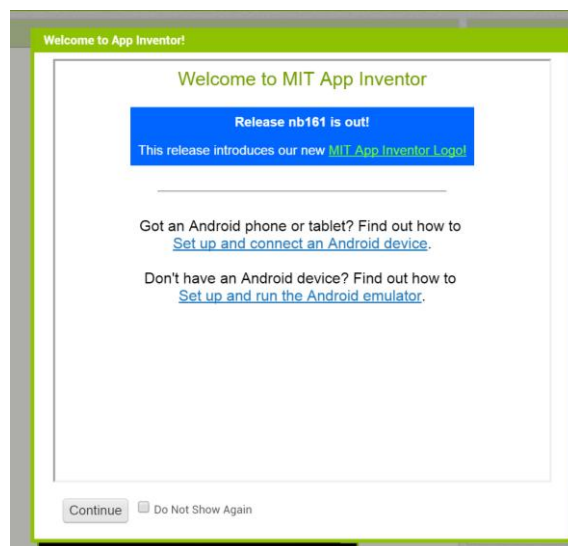 Welcome to App Inventor!
Welcome to MIT App Inventor
Release nb161 is out!
This release introduces our new MIT App Inventor Logo!
Got an Android phone or tablet? Find out how to
Set up and connect an Android device.
Don't have an Android device? Find out how to
Set up and run the Android emulator.
Continue
Do Not Show Again